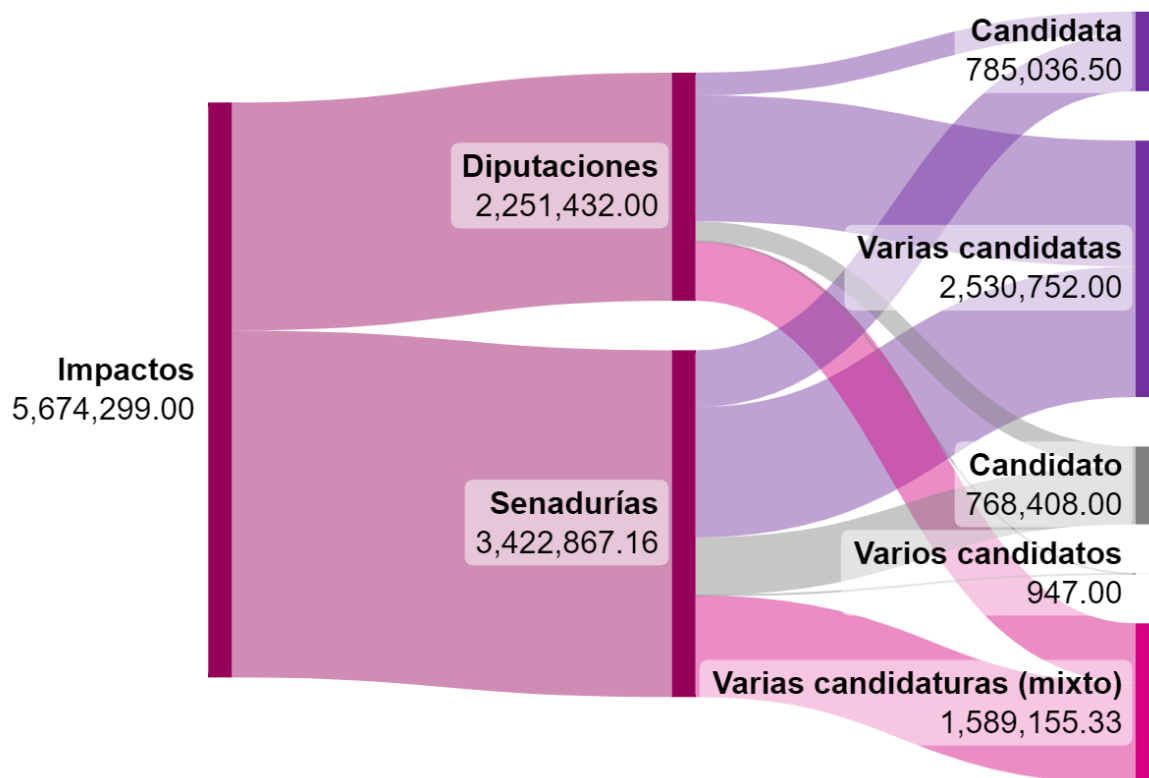 Impactos
5,674,299.00
Diputaciones
2,251,432.00
Senadurías
3,422,867.16
Candidata
785,036.50
Varias candidatas
2,530,752.00
Candidato
768,408.00
Varios candidatos
947.00
Varias candidaturas (mixto)
1,589,155.33